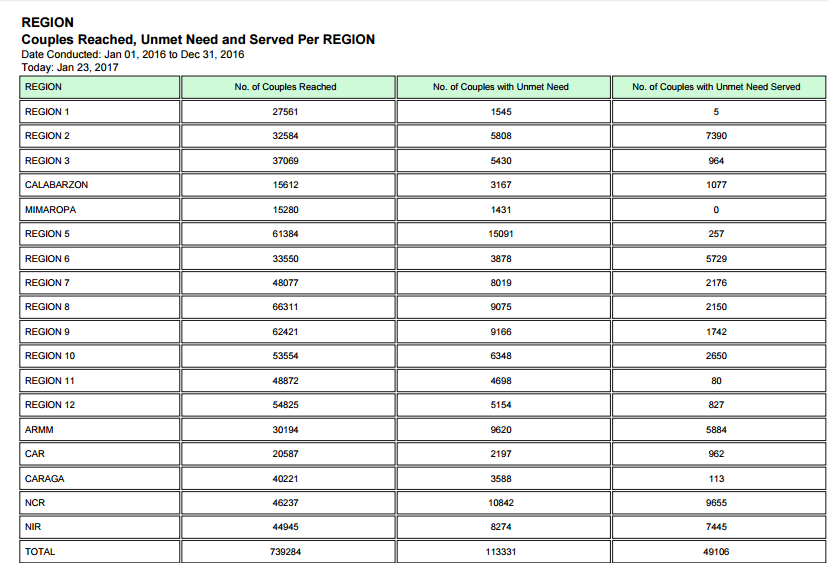 REGION
Couples Reached, Unmet Need and Served Per REGION
Date Conducted: Jan 01, 2016 to Dec 31, 2016
Today: Jan 23, 2017
REGION No. of Couples Reached No. of Couples with Unmet Need No. of Couples with Unmet Need Served
REGION 1 27561 1545 5
REGION 2 32584 5808 7390
REGION 3 37069 5430 964
CALABARZON 15612 3167 1077
MIMAROPA 15280 1431 0
REGION 5 61384 15091 257
REGION 6 33550 3878 5729
REGION 7 48077 8019 2176
REGION 8 66311 9075 2150
REGION 9 62421 9166 1742
REGION 10 53554 6348 2650
REGION 11 48872 4698 80
REGION 12 54825 5154 827
ARMM 30194 9620 5884
CAR 20587 2197 962
CARAGA 40221 3588 113
NCR 46237 10842 9655
NIR 44945 8274 7445
TOTAL 739284 113331 49106